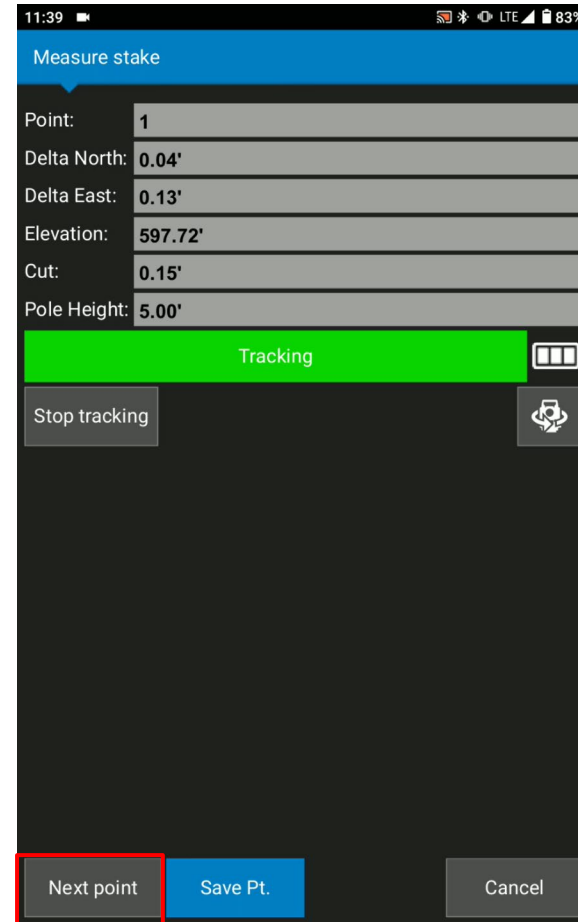 11:39 LTE 83%
Measure stake
Point: 1
Delta North: 0.04'
Delta East: 0.13'
Elevation: 597.72'
Cut: 0.15'
Pole Height: 5.00'
Tracking
Stop tracking
Next point Save Pt. Cancel